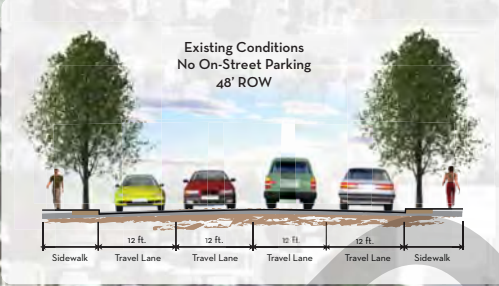 Existing Conditions
No On-Street Parking
48' ROW
12 ft. 12 ft. 12 ft. 12 ft.
Sidewalk Travel Lane Travel Lane Travel Lane Travel Lane Sidewalk